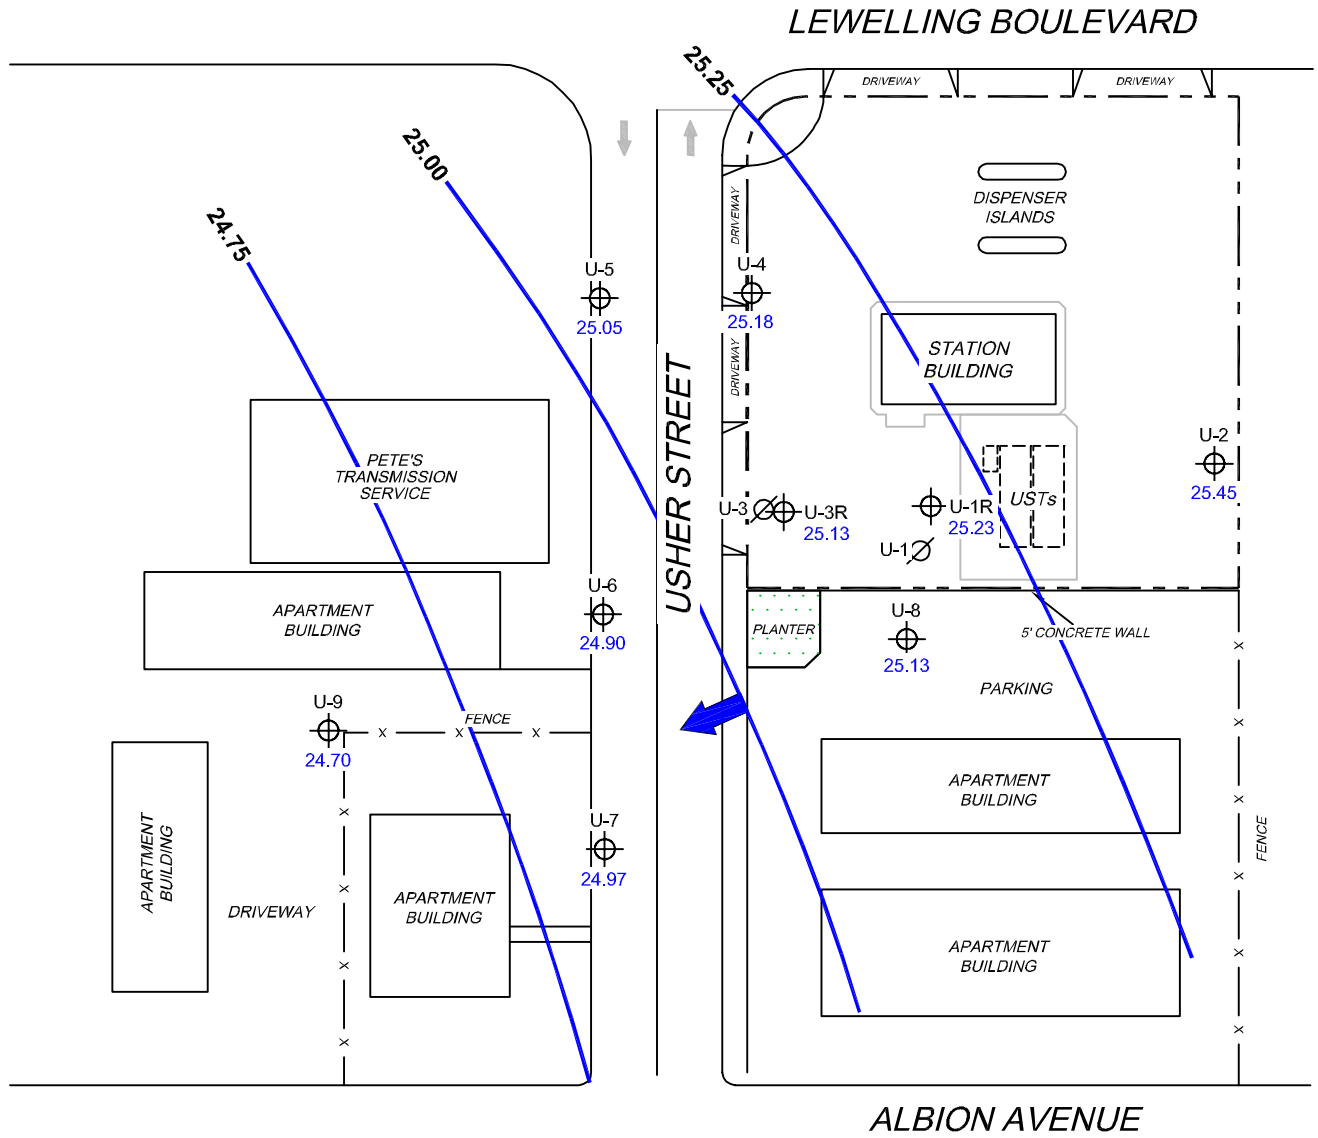 LEWELLING BOULEVARD
25.25
DRIVEWAY
DRIVEWAY
25.00
24.75
DRIVEWAY
DISPENSER
ISLANDS
U-5
25.05
U-4
25.18
STATION
BUILDING
DRIVEWAY
USHER STREET
PETE'S
TRANSMISSION
SERVICE
U-2
25.45
U-3
U-3R
25.13
U-1R
25.23
USTs
U-1
U-6
24.90
APARTMENT
BUILDING
PLANTER
U-8
25.13
5' CONCRETE WALL
X
PARKING
U-9
24.70
FENCE
X
X
X
X
APARTMENT
BUILDING
APARTMENT
BUILDING
X
X
FENCE
U-7
24.97
X
X
APARTMENT
BUILDING
DRIVEWAY
APARTMENT
BUILDING
X
X
X
X
ALBION AVENUE